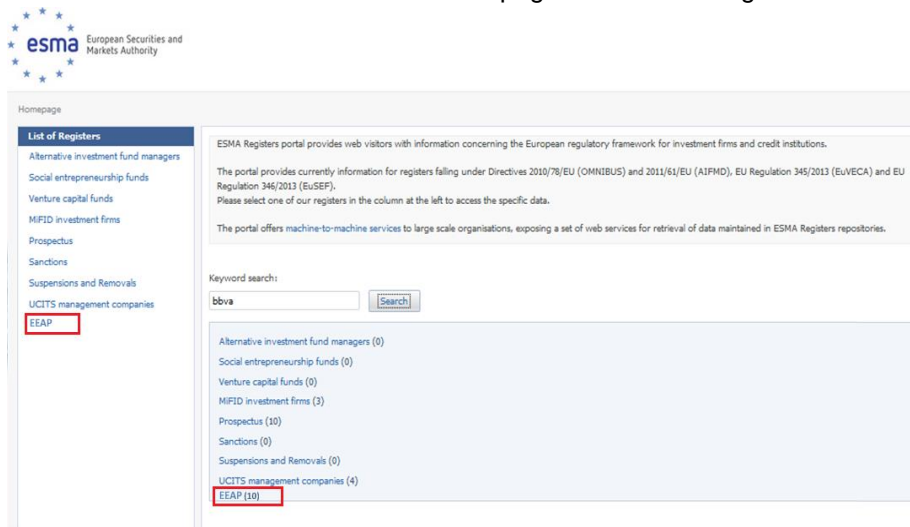 esma
European Securities and
Markets Authority
Homepage
List of Registers
Alternative investment fund managers
Social entrepreneurship funds
Venture capital funds
MiFID investment firms
Prospectus
Sanctions
Suspensions and Removals
UCITS management companies
EEAP
ESMA Registers portal provides web visitors with information concerning the European regulatory framework for investment firms and credit institutions.
The portal provides currently information for registers falling under Directives 2010/78/EU (OMNIBUS) and 2011/61/EU (AIFMD), EU Regulation 345/2013 (EuVECA) and EU
Regulation 346/2013 (EuSEF).
Please select one of our registers in the column at the left to access the specific data.
The portal offers machine-to-machine services to large scale organisations, exposing a set of web services for retrieval of data maintained in ESMA Registers repositories.
Keyword search:
bbva
Search
Alternative investment fund managers (0)
Social entrepreneurship funds (0)
Venture capital funds (0)
MiFID investment firms (3)
Prospectus (10)
Sanctions (0)
Suspensions and Removals (0)
UCITS management companies (4)
EEAP (10)